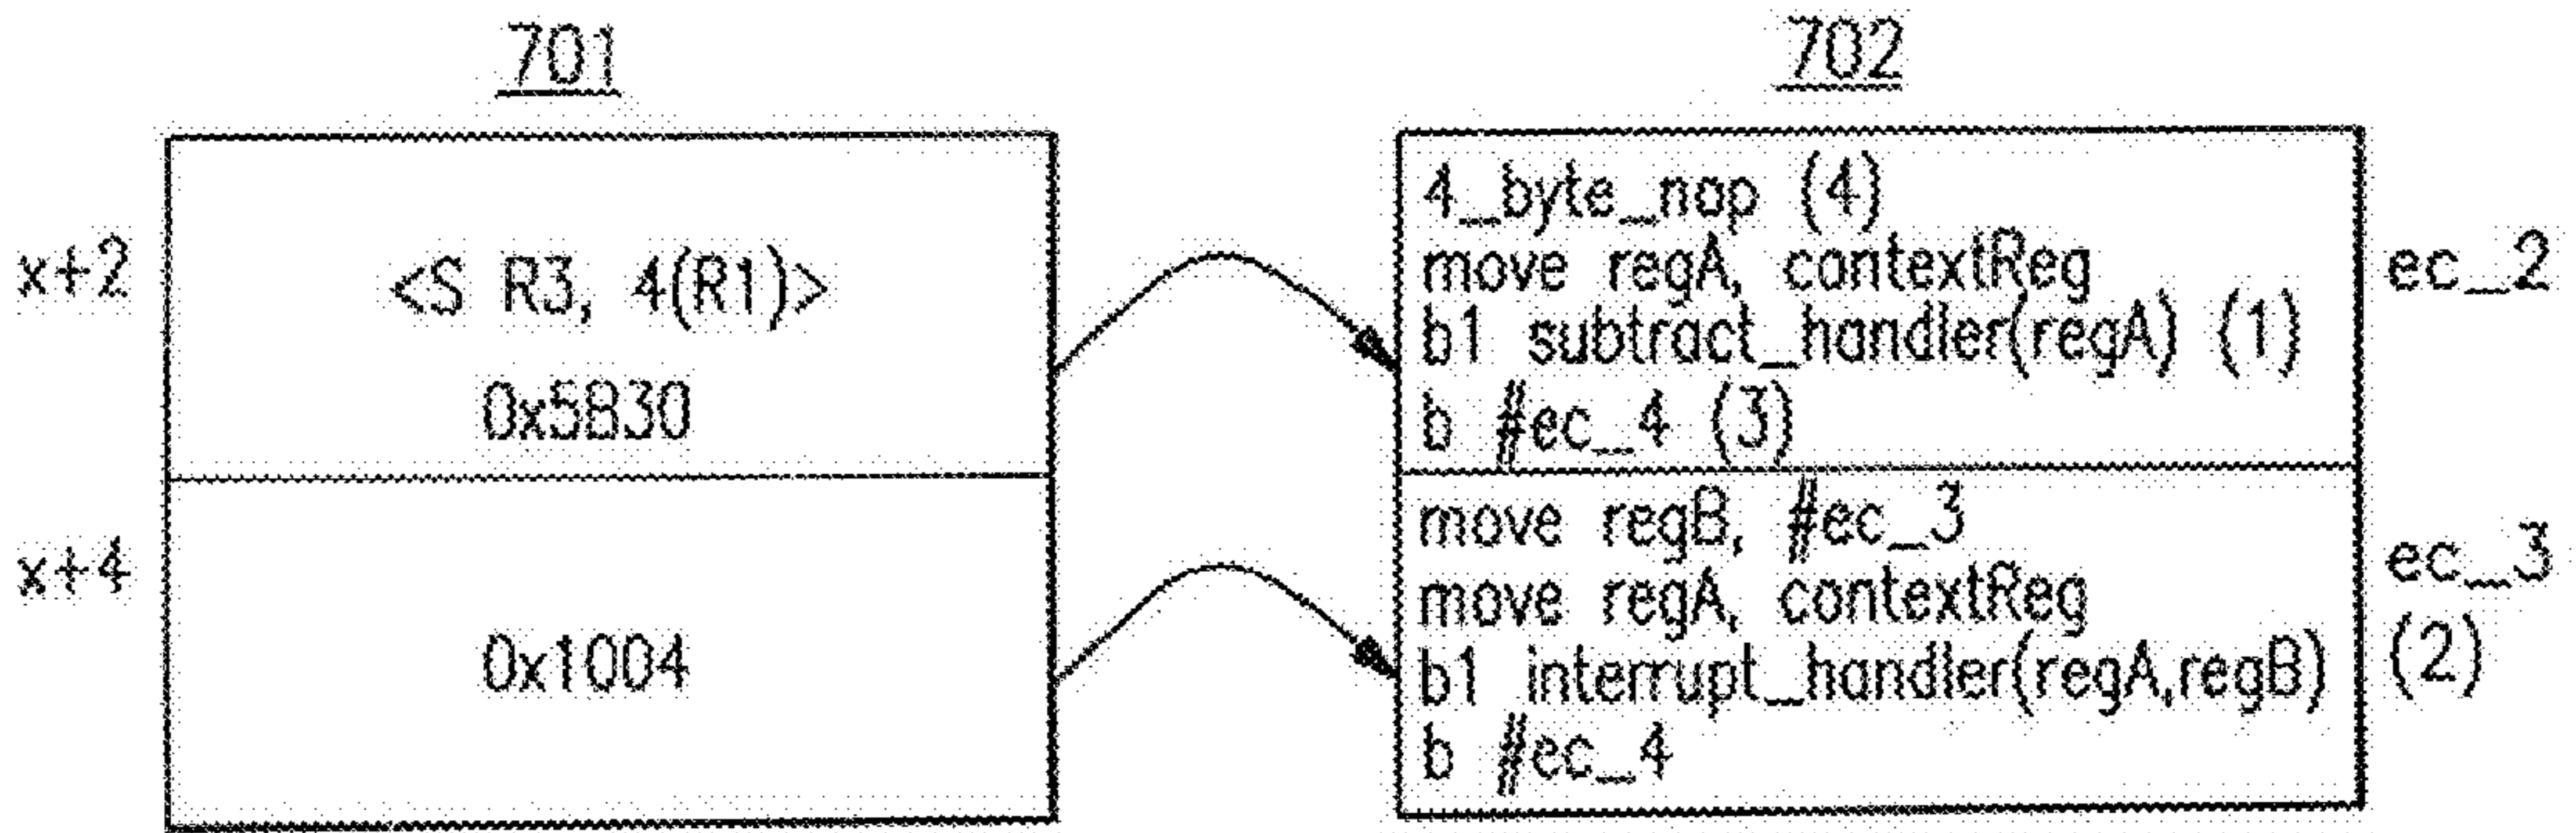 701
702
x+2
<S R3, 4(R1)>
0x5B30
x+4
0x1004
4_byte_nop (4)
move regA, contextReg
b1 subtract_handler(regA) (1)
b #ec_4 (3)
ec_2
move regB, #ec_3
move regA, contextReg
b1 interrupt_handler(regA,regB)
b #ec_4
ec_3
(2)